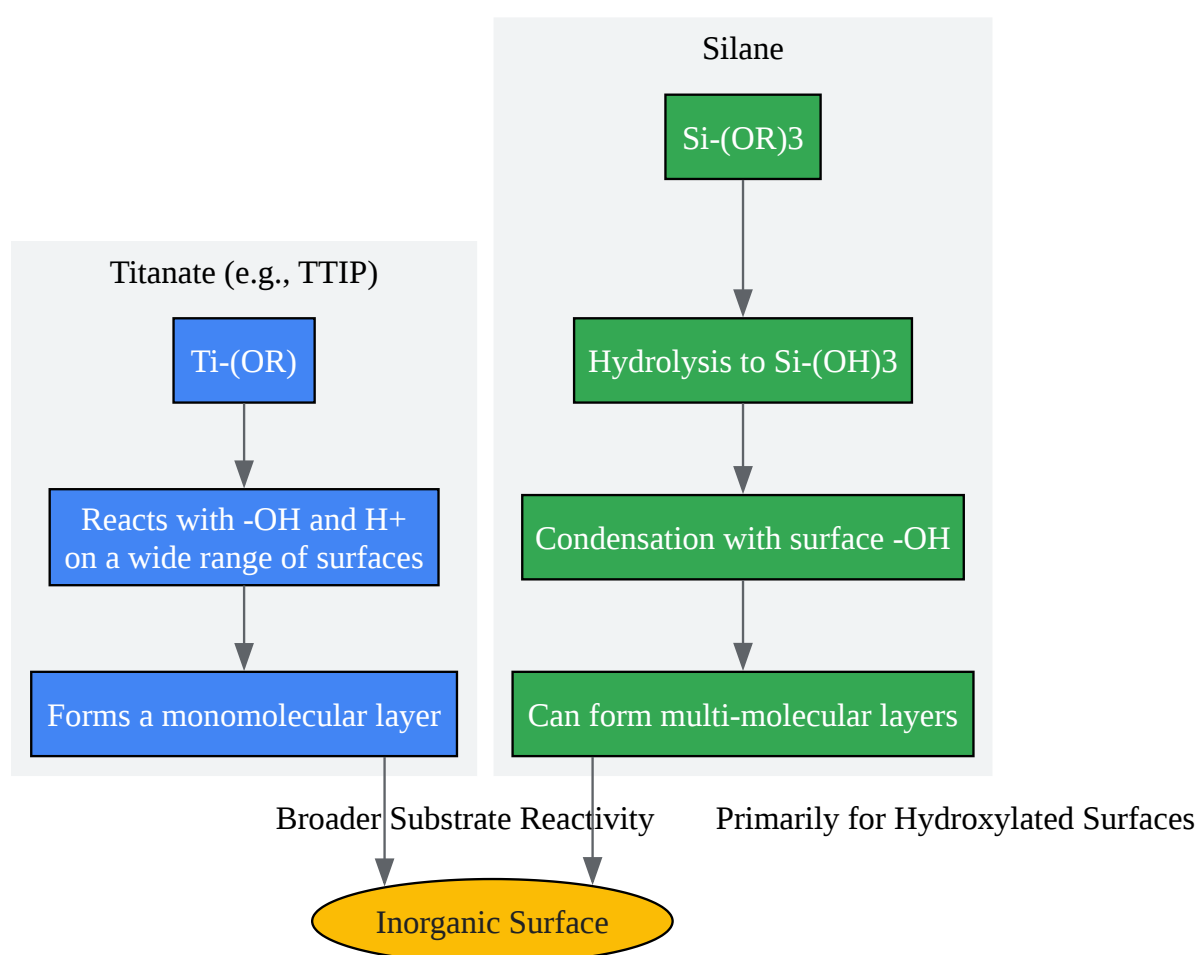 Silane
Si-(OR)3
Titanate (e.g., TTIP)
Ti-(OR)
Hydrolysis to Si-(OH)3
Reacts with -OH and H+
on a wide range of surfaces
Condensation with surface -OH
Forms a monomolecular layer
Can form multi-molecular layers
Broader Substrate Reactivity
Primarily for Hydroxylated Surfaces
Inorganic Surface